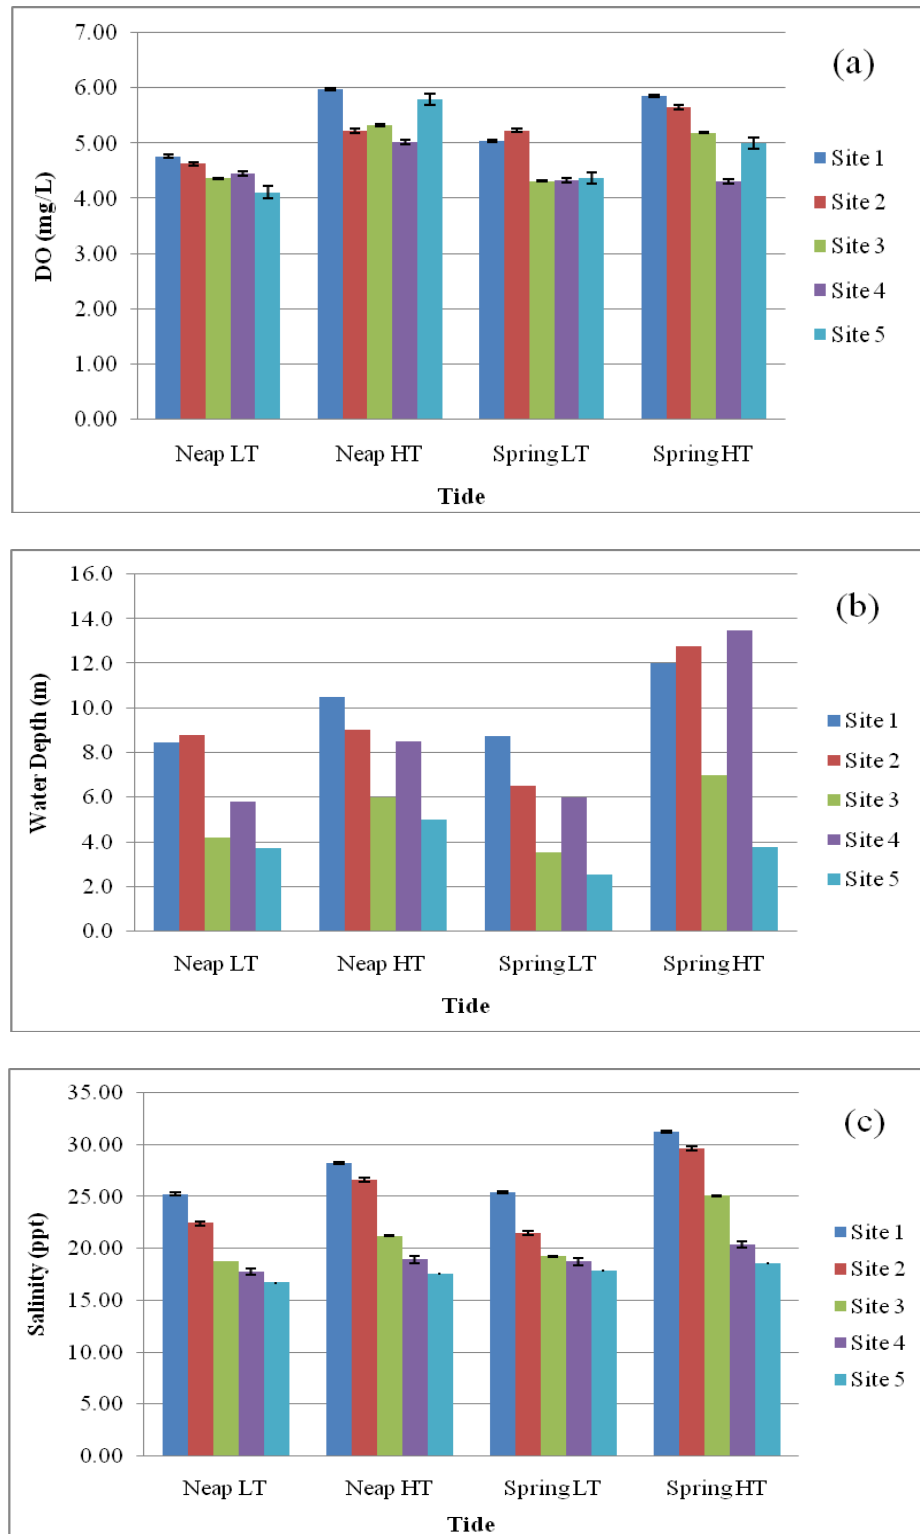 7.00
6.00
5.00
4.00
3.00
2.00
1.00
0.00
DO (mg/L)
Neap LT
Neap HT
Spring LT
Spring HT
Tide
(a)
Site 1
Site 2
Site 3
Site 4
Site 5
16.0
14.0
12.0
10.0
8.0
6.0
4.0
2.0
0.0
Water Depth (m)
Neap LT
Neap HT
Spring LT
Spring HT
Tide
(b)
Site 1
Site 2
Site 3
Site 4
Site 5
35.00
30.00
25.00
20.00
15.00
10.00
5.00
0.00
Salinity (ppt)
Neap LT
Neap HT
Spring LT
Spring HT
Tide
(c)
Site 1
Site 2
Site 3
Site 4
Site 5